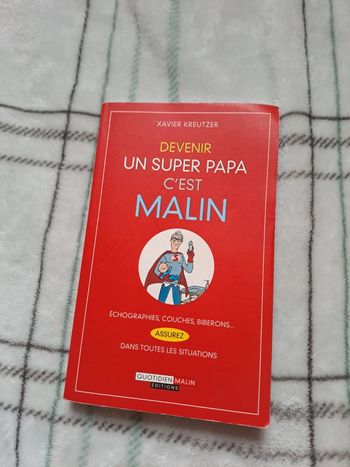 XAVIER KREUTZER
DEVENIR
UN SUPER PAPA
C'EST
MALIN
S
ÉCHOGRAPHIES, COUCHES, BIBERONS...
ASSUREZ
DANS TOUTES LES SITUATIONS
QUOTIDIEN MALIN
ÉDITIONS